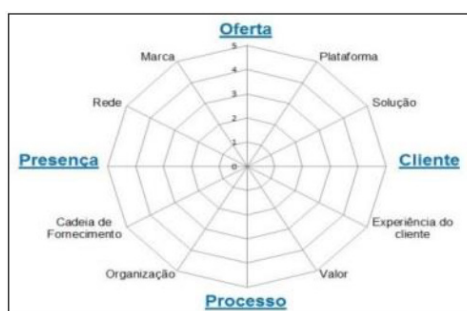 Oferta
Marca
Plataforma
Rede
Solução
Presença
Cliente
Cadeia de
Fornecimento
Experiência do
cliente
Organização
Valor
Processo
5
4
3
2
1
0